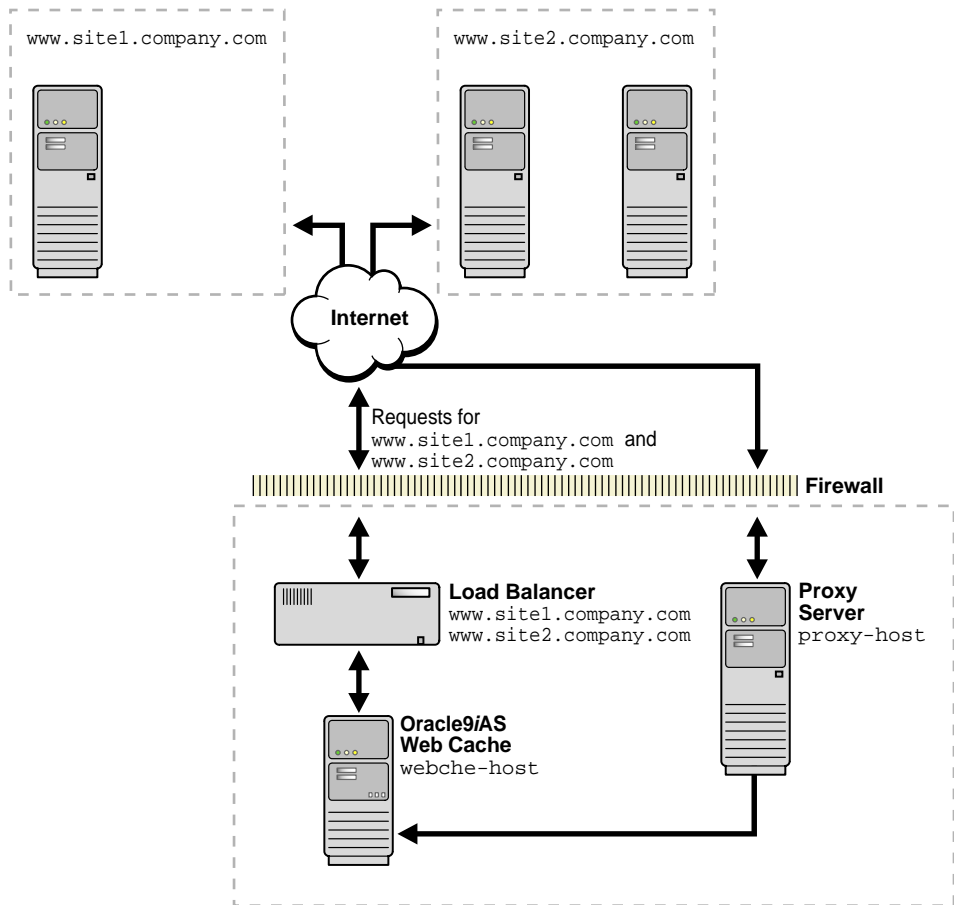 www.site1.company.com
www.site2.company.com
Internet
Requests for
www.site1.company.com and
www.site2.company.com
Firewall
Load Balancer
www.site1.company.com
www.site2.company.com
Proxy
Server
proxy-host
Oracle9iAS
Web Cache
webche-host